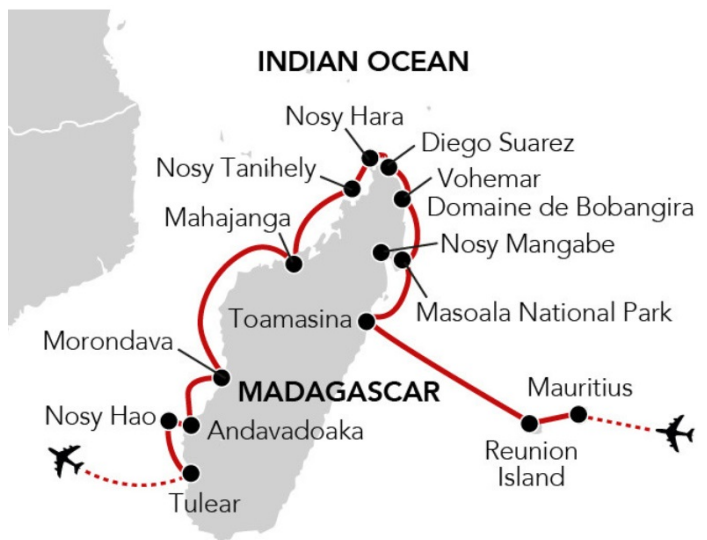 INDIAN OCEAN
Nosy Hara
Diego Suarez
Nosy Tanihely
Vohemar
Domaine de Bobangira
Mahajanga
Nosy Mangabe
Toamasina
Masoala National Park
Morondava
MADAGASCAR
Mauritius
Nosy Hao
Andavadoaka
Reunion
Island
Tulear